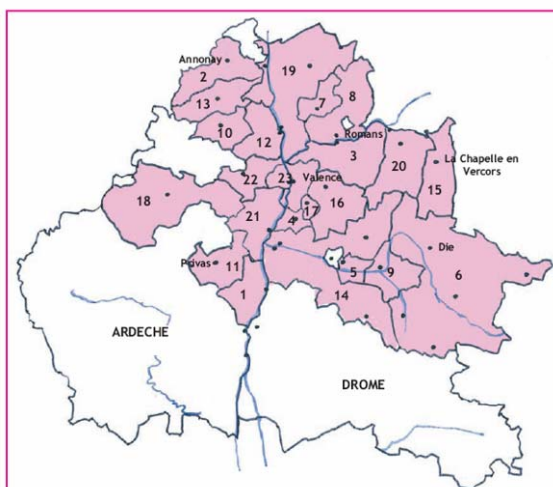 Annonay
19
2
8
13
7
10
Romans
12
3
20
La Chapelle en
Vercors
22
23
Valence
15
18
17
16
21
4
Die
Privas
11
5
9
6
1
14
ARDECHE
DROME